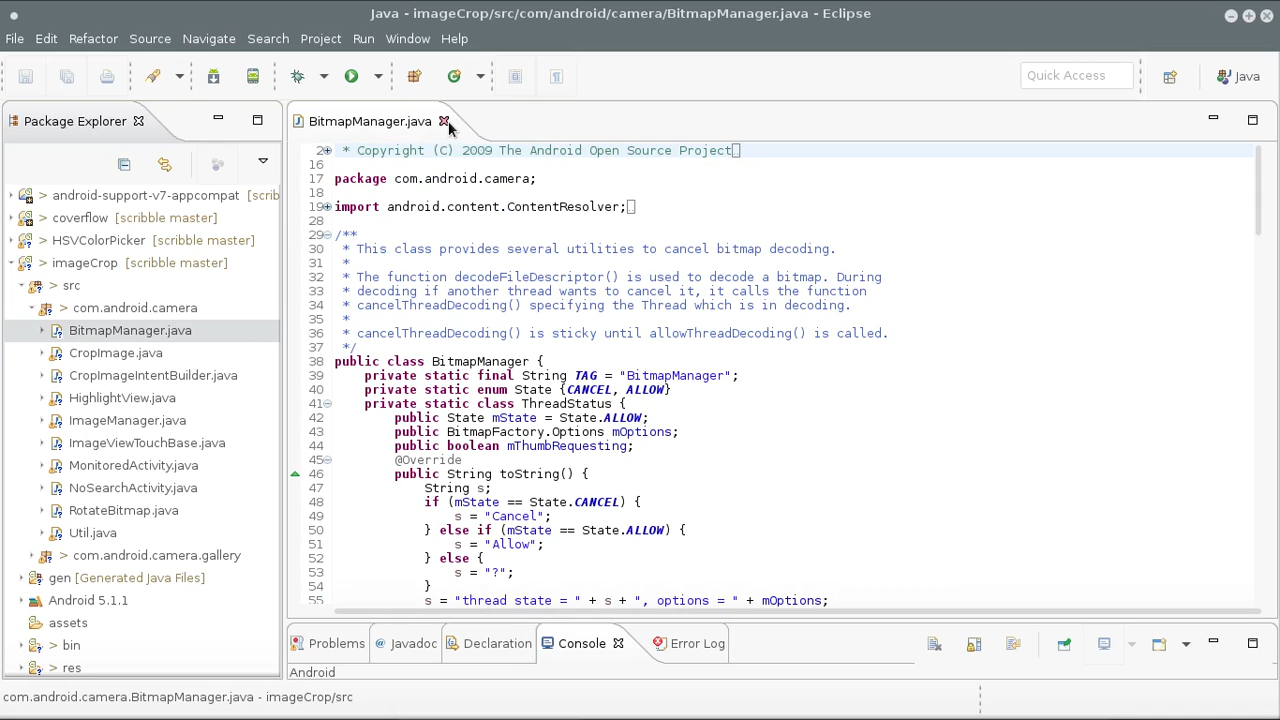 Java - imageCrop/src/com/android/camera/BitmapManager.java - Eclipse
File Edit Refactor Source Navigate Search Project Run Window Help
Quick Access
Java
Package Explorer
> android-support-v7-appcompat [scrib
> coverflow [scribble master]
> HSVColorPicker [scribble master]
> imageCrop [scribble master]
> src
> com.android.camera
> BitmapManager.java
> CropImage.java
> CropImageIntentBuilder.java
> HighlightView.java
> ImageManager.java
> ImageViewTouchBase.java
> MonitoredActivity.java
> NoSearchActivity.java
> RotateBitmap.java
> Util.java
> com.android.camera.gallery
gen [Generated Java Files]
Android 5.1.1
assets
> bin
> res
BitmapManager.java
2 * Copyright (C) 2009 The Android Open Source Project
16
17 package com.android.camera;
18
19 import android.content.ContentResolver;
28
29 /**
30 * This class provides several utilities to cancel bitmap decoding.
31 *
32 * The function decodeFileDescriptor() is used to decode a bitmap. During
33 * decoding if another thread wants to cancel it, it calls the function
34 * cancelThreadDecoding() specifying the Thread which is in decoding.
35 *
36 * cancelThreadDecoding() is sticky until allowThreadDecoding() is called.
37 */
38 public class BitmapManager {
39 private static final String TAG = "BitmapManager";
40 private static enum State {CANCEL, ALLOW}
41 private static class ThreadStatus {
42 public State mState = State.ALLOW;
43 public BitmapFactory.Options mOptions;
44 public boolean mThumbRequesting;
45 @Override
46 public String toString() {
47 String s;
48 if (mState == State.CANCEL) {
49 s = "Cancel";
50 } else if (mState == State.ALLOW) {
51 s = "Allow";
52 } else {
53 s = "?";
54 }
55 s = "thread state = " + s + ", options = " + mOptions;
Problems @ Javadoc Declaration Console Error Log
Android
com.android.camera.BitmapManager.java - imageCrop/src